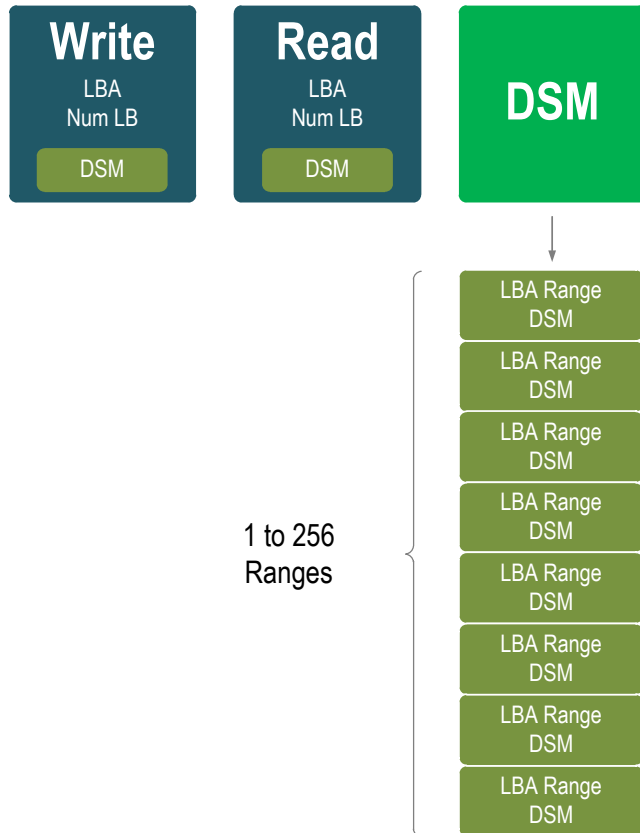 Write
LBA
Num LB
DSM
Read
LBA
Num LB
DSM
DSM
LBA Range
DSM
LBA Range
DSM
LBA Range
DSM
LBA Range
DSM
LBA Range
DSM
LBA Range
DSM
LBA Range
DSM
LBA Range
DSM
1 to 256
Ranges